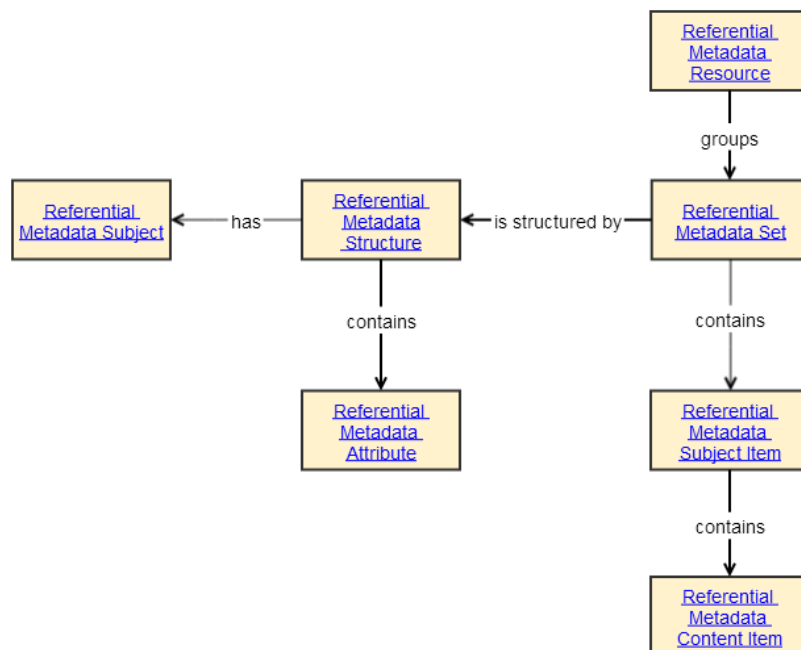 Referential
Metadata
Resource
groups
Referential
Metadata Subject
has
Referential
Metadata
Structure
is structured by
Referential
Metadata Set
contains
contains
Referential
Metadata
Attribute
Referential
Metadata
Subject Item
contains
Referential
Metadata
Content Item